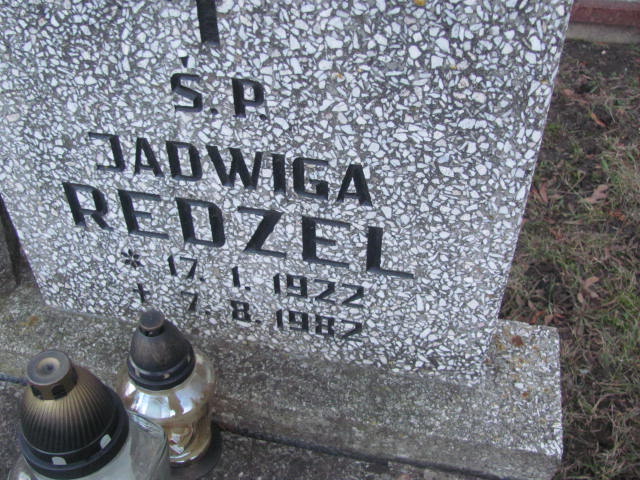 Ś. P.
JADWIGA
REDZEL
* 17. 1. 1922
+ 7. 8. 1982